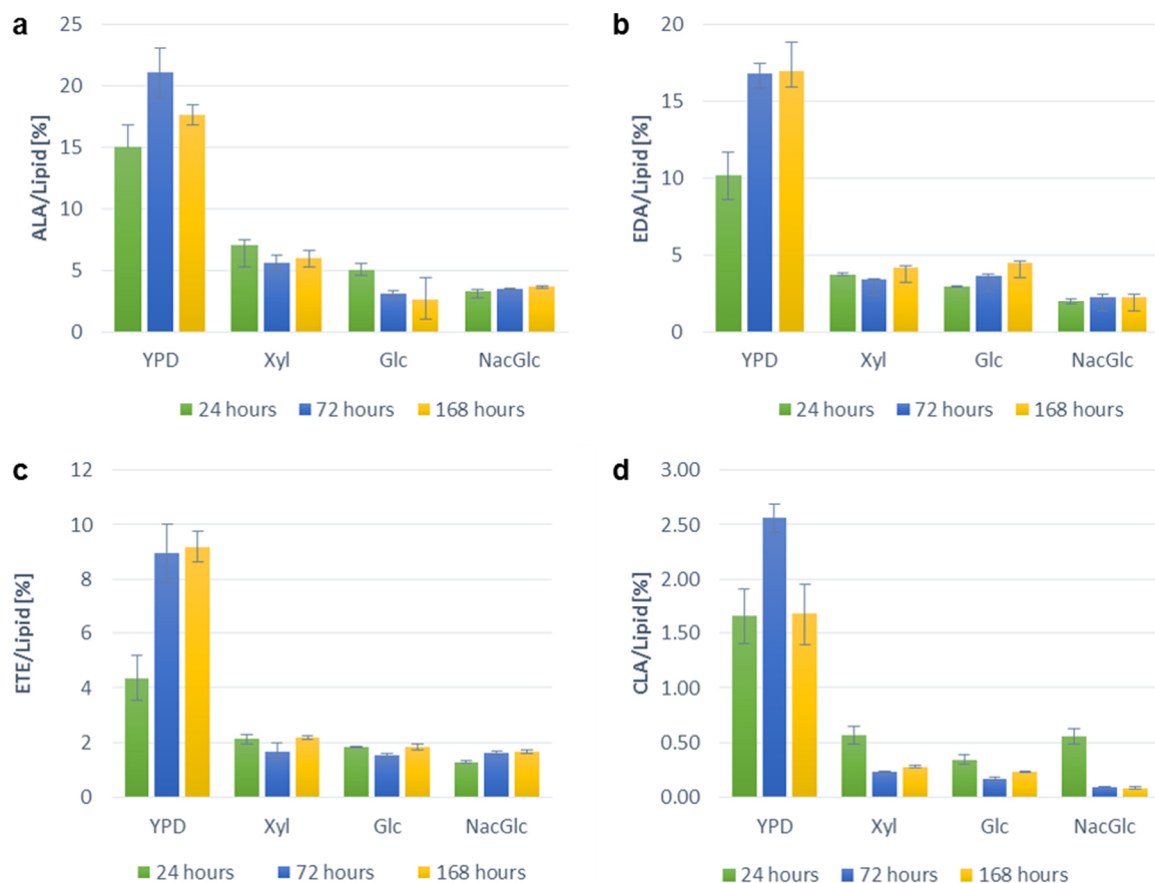 a
ALA/Lipid [%]
25
20
15
10
5
0
YPD Xyl Glc NacGlc
24 hours 72 hours 168 hours
b
EDA/Lipid [%]
20
15
10
5
0
YPD Xyl Glc NacGlc
24 hours 72 hours 168 hours
c
ETE/Lipid [%]
12
10
8
6
4
2
0
YPD Xyl Glc NacGlc
24 hours 72 hours 168 hours
d
CLA/Lipid [%]
3.00
2.50
2.00
1.50
1.00
0.50
0.00
YPD Xyl Glc NacGlc
24 hours 72 hours 168 hours